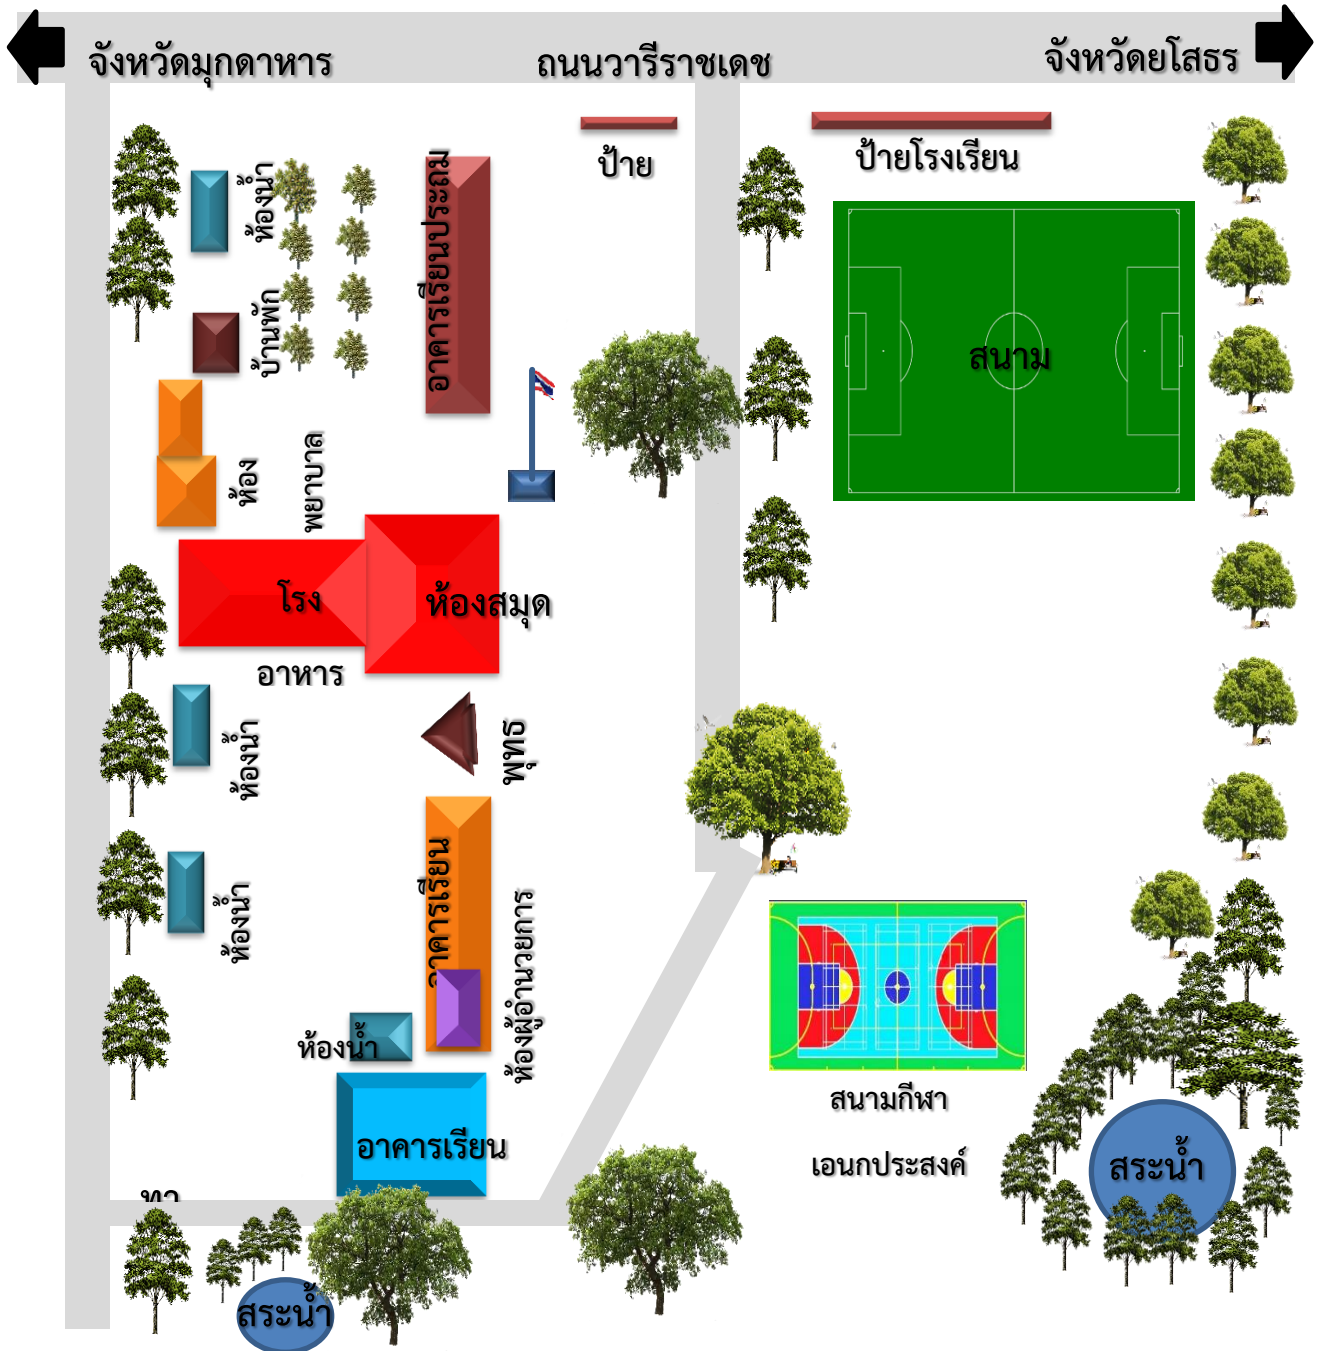 จังหวัดมุกดาหาร
ถนนวารีราชเดช
จังหวัดยโสธร
ป้าย
ป้ายโรงเรียน
ห้องน้ำ
อาคารเรียนประถม
บ้านพัก
สนาม
ห้อง
พยาบาล
โรง
อาหาร
ห้องสมุด
ห้องน้ำ
พุทธ
อาคารเรียน
ห้องน้ำ
ห้องผู้อำนวยการ
ห้องน้ำ
อาคารเรียน
สนามกีฬา
เอนกประสงค์
สระน้ำ
สระน้ำ